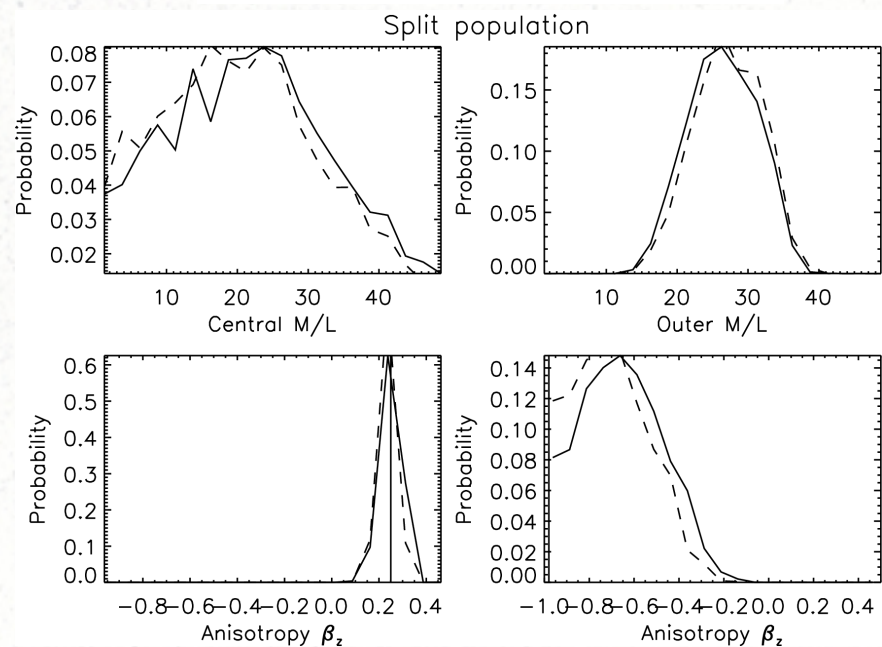 Split population
0.08
0.07
0.06
0.05
0.04
0.03
0.02
Probability
10 20 30 40
Central M/L
0.15
0.10
0.05
0.00
Probability
10 20 30 40
Outer M/L
0.6
0.5
0.4
0.3
0.2
0.1
0.0
Probability
−0.8−0.6−0.4−0.2 0.0 0.2 0.4
Anisotropy βz
0.14
0.12
0.10
0.08
0.06
0.04
0.02
0.00
Probability
−1.0−0.8−0.6−0.4−0.2 0.0 0.2 0.4
Anisotropy βz